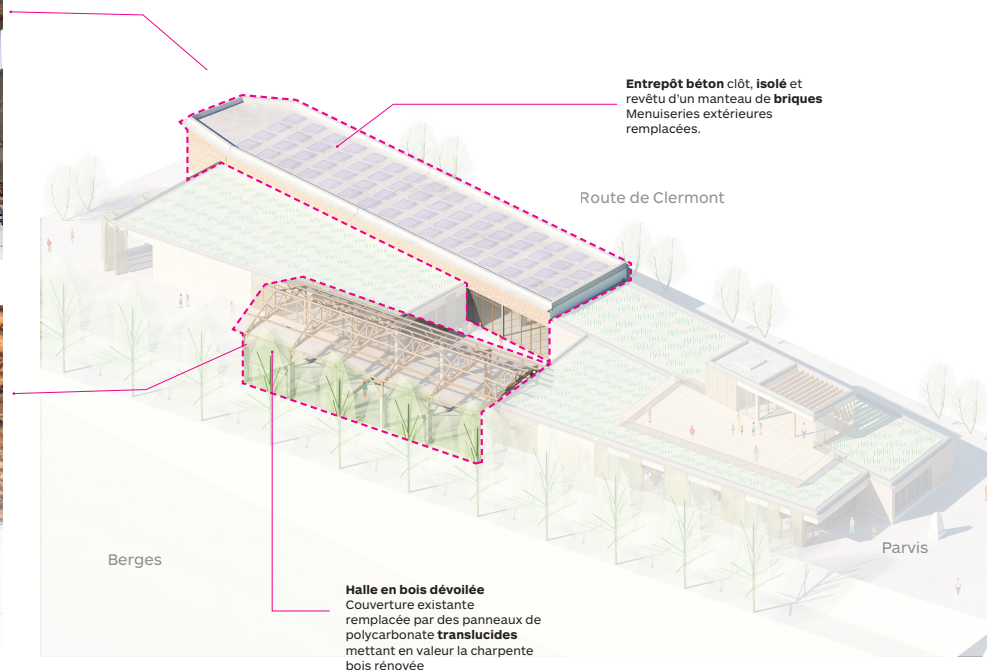 Entrepôt béton clôt, isolé et
revêtu d'un manteau de briques
Menuiseries extérieures
remplacées.
Route de Clermont
Parvis
Berges
Halle en bois dévoilée
Couverture existante
remplacée par des panneaux de
polycarbonate translucides
mettant en valeur la charpente
bois rénovée